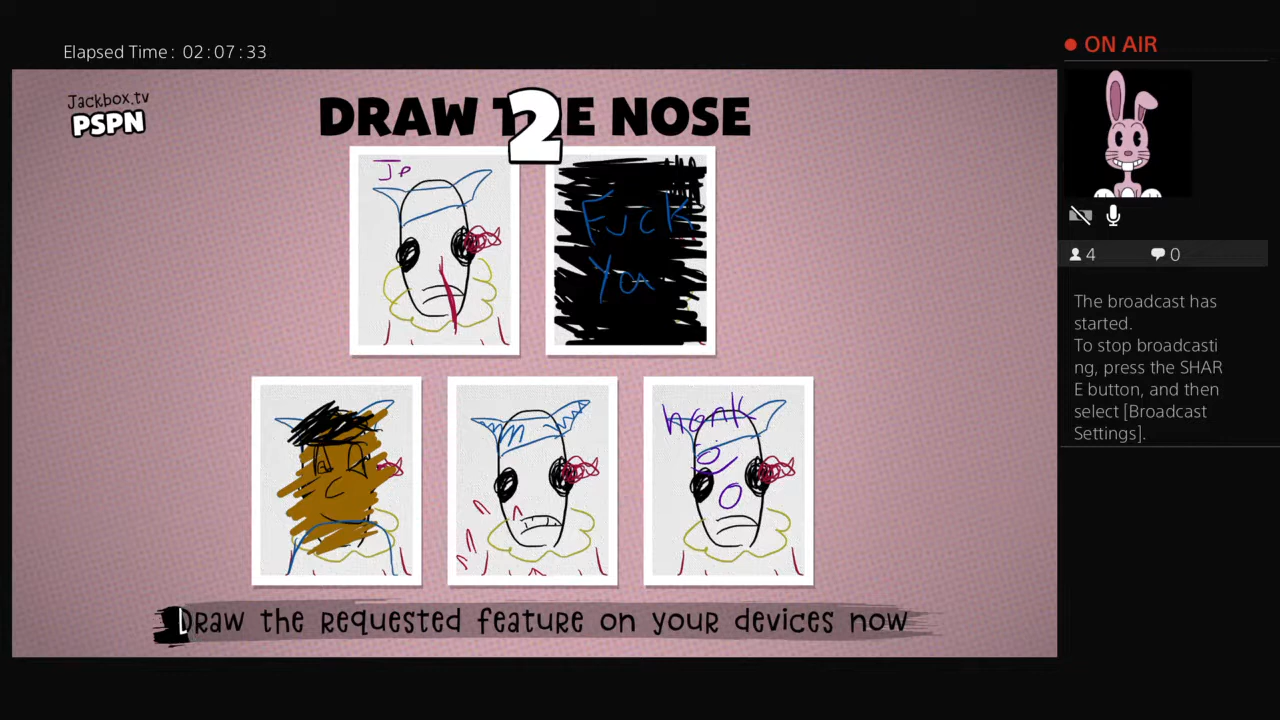 Elapsed Time: 02:07:33
ON AIR
Jackbox.tv
PSPN
DRAW THE NOSE
2
JP
Fuck
You
honk
4
0
The broadcast has
started.
To stop broadcasti
ng, press the SHAR
E button, and then
select [Broadcast
Settings].
Draw the requested feature on your devices now